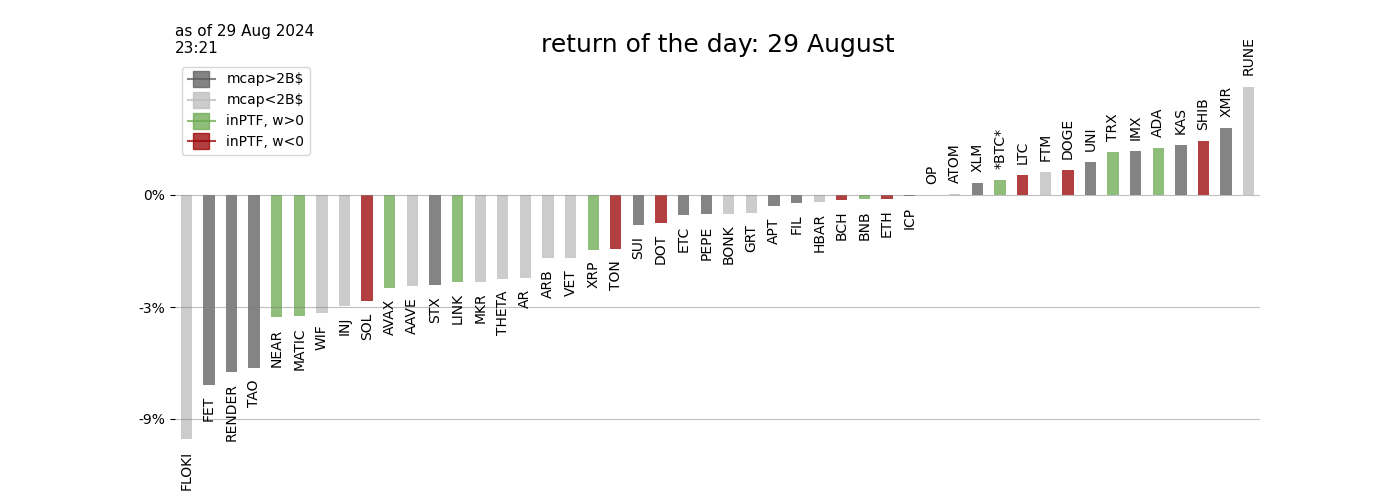 as of 29 Aug 2024
23:21
return of the day: 29 August
mcap>2B$
mcap<2B$
inPTF, w>0
inPTF, w<0
0%
-3%
-9%
FLOKI
FET
RENDER
TAO
NEAR
MATIC
WIF
INJ
SOL
AVAX
AAVE
STX
LINK
MKR
THETA
AR
ARB
VET
XRP
TON
SUI
DOT
ETC
PEPE
BONK
GRT
APT
FIL
HBAR
BCH
BNB
ETH
ICP
OP
ATOM
XLM
*BTC*
LTC
FTM
DOGE
UNI
TRX
IMX
ADA
KAS
SHIB
XMR
RUNE